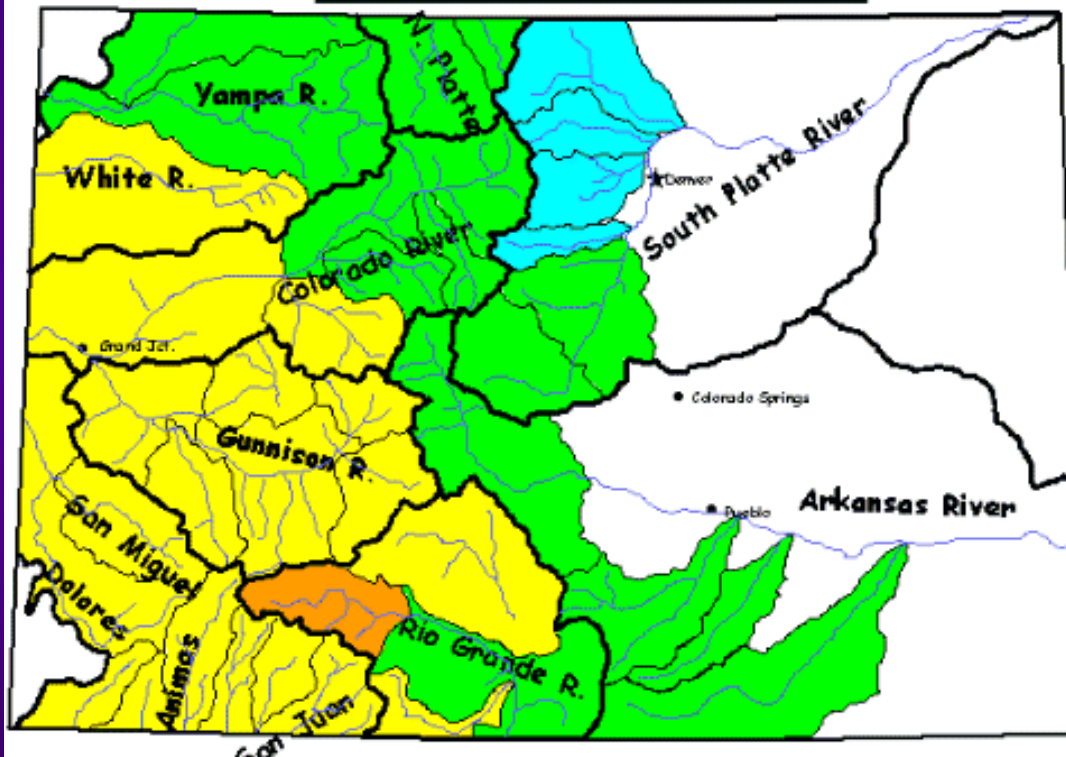 N. Platte
Yampa R.
White R.
Denver
South Platte River
Colorado River
Grand Jct.
Colorado Springs
Gunnison R.
Arkansas River
Pueblo
San Miguel
Dolores
Rio Grande R.
Animas
San Juan